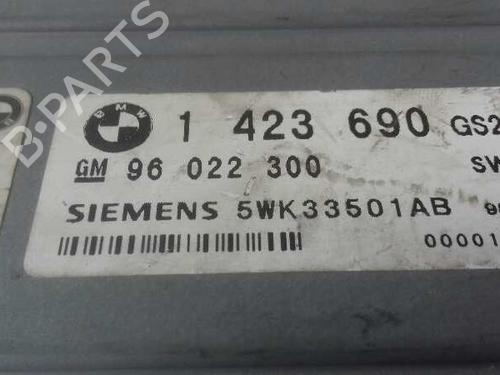 BMW
1 423 690 GS2
GM 96 022 300 SW
SIEMENS 5WK33501AB
00001
B-PARTS